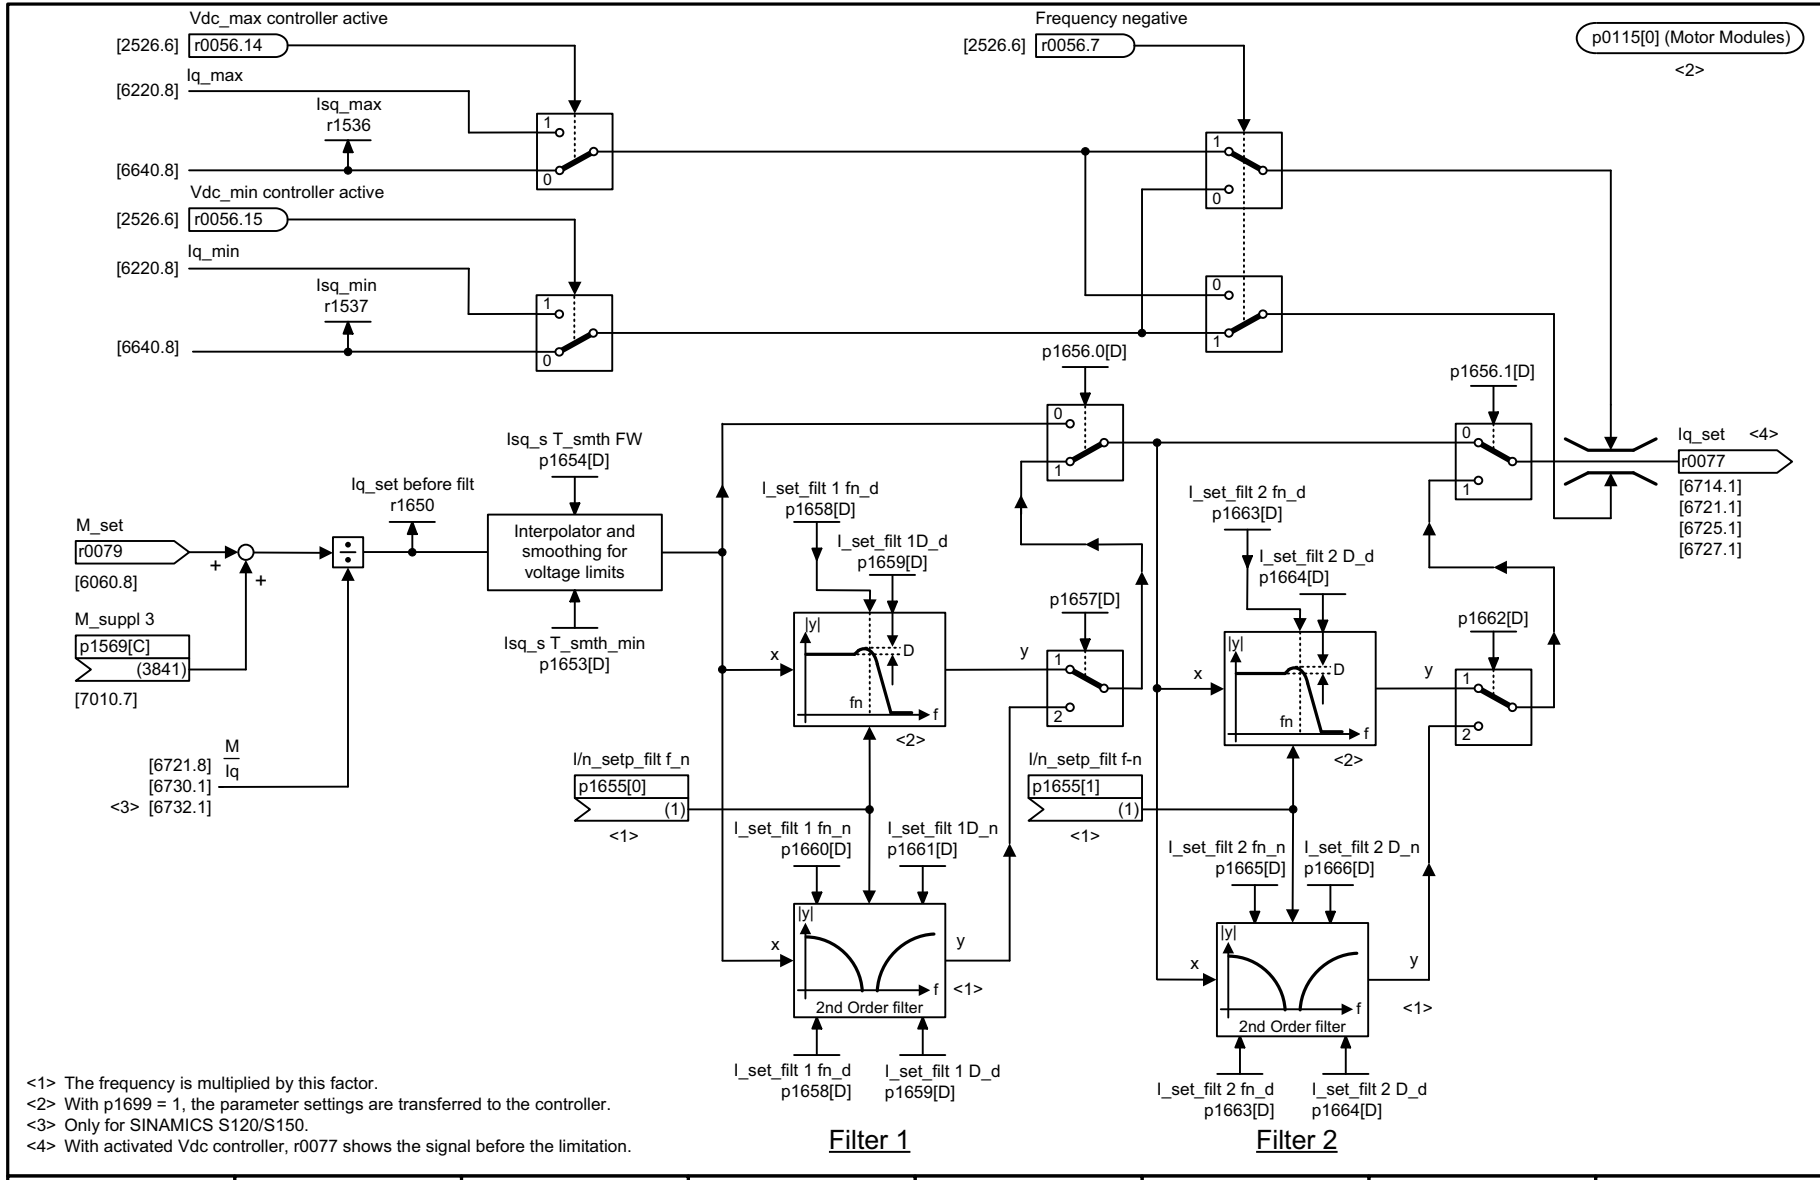 Vdc_max controller active
[2526.6] r0056.14
Iq_max
[6220.8]
Isq_max
r1536
1
0
[6640.8]
Frequency negative
[2526.6] r0056.7
1
0
p0115[0] (Motor Modules)
<2>
Vdc_min controller active
[2526.6] r0056.15
Iq_min
[6220.8]
Isq_min
r1537
1
0
[6640.8]
0
1
p1656.0[D]
0
1
p1656.1[D]
0
1
Iq_set <4>
r0077
[6714.1]
[6721.1]
[6725.1]
[6727.1]
Isq_s T_smth FW
p1654[D]
Iq_set before filt
r1650
M_set
r0079
[6060.8]
+
+
÷
Interpolator and
smoothing for
voltage limits
Isq_s T_smth_min
p1653[D]
M_suppl 3
p1569[C]
(3841)
[7010.7]
M
Iq
[6721.8]
[6730.1]
<3> [6732.1]
I_set_filt 1 fn_d
p1658[D]
I_set_filt 1D_d
p1659[D]
x
|y|
D
fn
f
y
<2>
p1657[D]
1
2
I_set_filt 2 fn_d
p1663[D]
I_set_filt 2 D_d
p1664[D]
x
|y|
D
fn
f
y
<2>
p1662[D]
1
2
I/n_setp_filt f_n
p1655[0]
(1)
<1>
I/n_setp_filt f-n
p1655[1]
(1)
<1>
I_set_filt 1 fn_n
p1660[D]
I_set_filt 1D_n
p1661[D]
x
|y|
f
y
<1>
2nd Order filter
I_set_filt 1 fn_d
p1658[D]
I_set_filt 1 D_d
p1659[D]
I_set_filt 2 fn_n
p1665[D]
I_set_filt 2 D_n
p1666[D]
x
|y|
f
y
<1>
2nd Order filter
I_set_filt 2 fn_d
p1663[D]
I_set_filt 2 D_d
p1664[D]
<1> The frequency is multiplied by this factor.
<2> With p1699 = 1, the parameter settings are transferred to the controller.
<3> Only for SINAMICS S120/S150.
<4> With activated Vdc controller, r0077 shows the signal before the limitation.
Filter 1
Filter 2